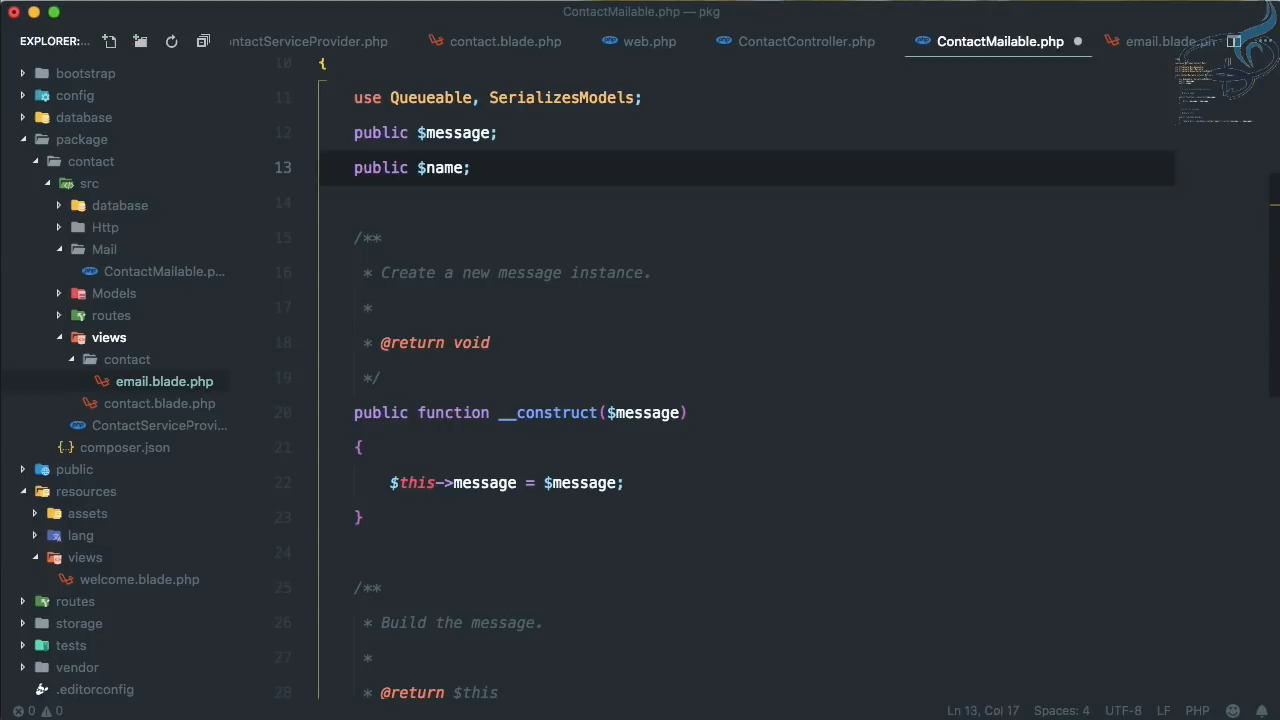 ContactMailable.php — pkg
EXPLORER:...
ontactServiceProvider.php
contact.blade.php
web.php
ContactController.php
ContactMailable.php
email.blade.ph
bootstrap
config
database
package
contact
src
database
Http
Mail
ContactMailable.p...
Models
routes
views
contact
email.blade.php
contact.blade.php
ContactServiceProvi...
composer.json
public
resources
assets
lang
views
welcome.blade.php
routes
storage
tests
vendor
.editorconfig
10 {
11 use Queueable, SerializesModels;
12 public $message;
13 public $name;
14
15 /**
16 * Create a new message instance.
17 *
18 * @return void
19 */
20 public function __construct($message)
21 {
22 $this->message = $message;
23 }
24
25 /**
26 * Build the message.
27 *
28 * @return $this
0 0
Ln 13, Col 17 Spaces: 4 UTF-8 LF PHP